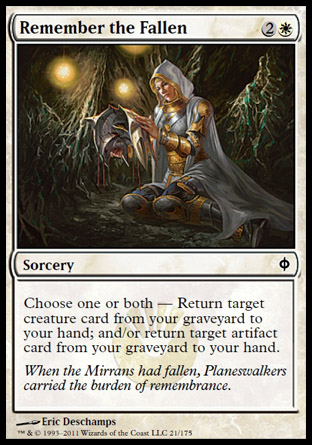 Remember the Fallen 2
Sorcery
Choose one or both — Return target
creature card from your graveyard to
your hand; and/or return target artifact
card from your graveyard to your hand.
When the Mirrans had fallen, Planeswalkers
carried the burden of remembrance.
Eric Deschamps
™ & © 1993–2011 Wizards of the Coast LLC 21/175